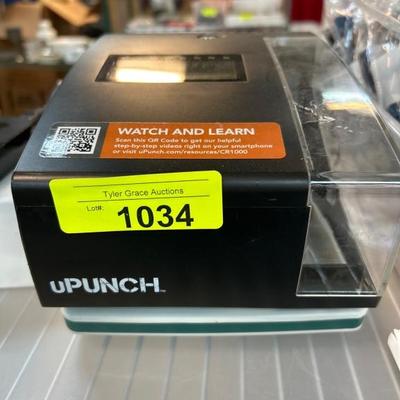 WATCH AND LEARN
Scan this QR Code to get our helpful
step-by-step videos right on your smartphone
or visit uPunch.com/resources/CR1000
Tyler Grace Auctions
Lot#:
1034
uPUNCH™